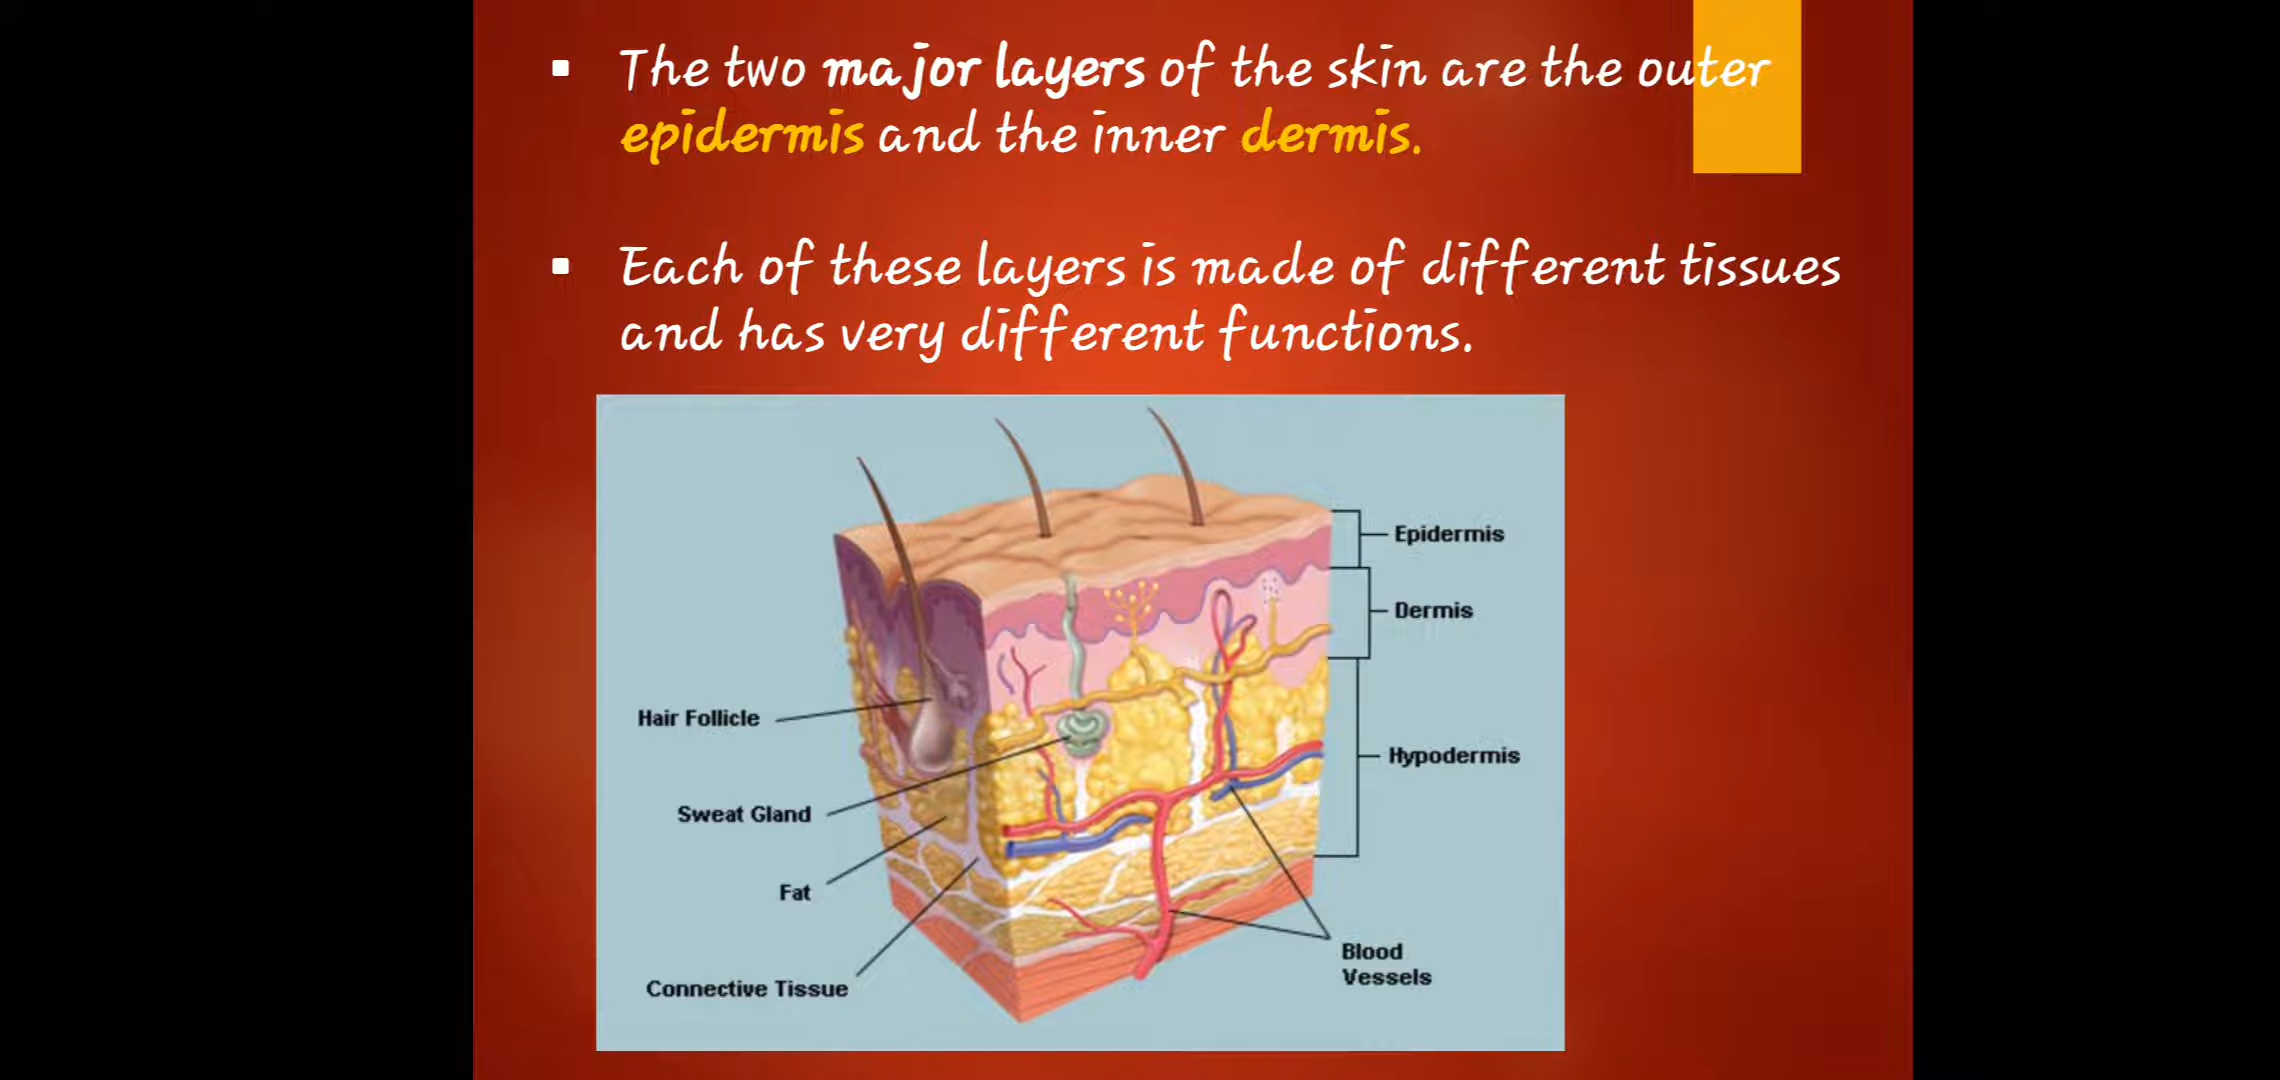 ▪ The two major layers of the skin are the outer
epidermis and the inner dermis.
▪ Each of these layers is made of different tissues
and has very different functions.
Epidermis
Dermis
Hair Follicle
Hypodermis
Sweat Gland
Fat
Blood
Vessels
Connective Tissue